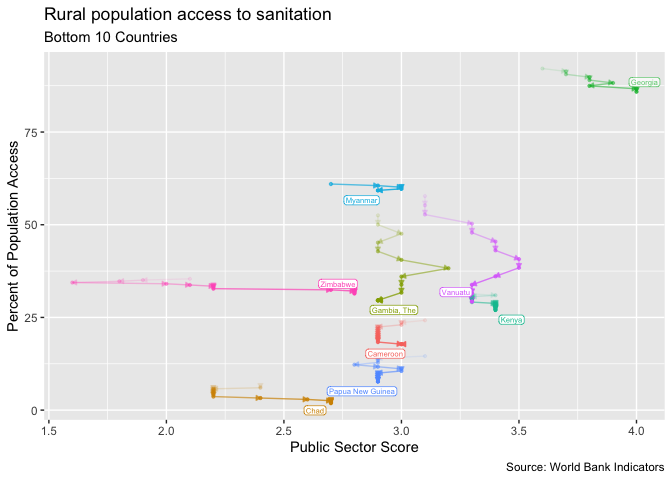 Rural population access to sanitation
Bottom 10 Countries
Percent of Population Access
75
50
25
0
Georgia
Myanmar
Zimbabwe
Vanuatu
Gambia, The
Kenya
Cameroon
Papua New Guinea
Chad
1.5 2.0 2.5 3.0 3.5 4.0
Public Sector Score
Source: World Bank Indicators